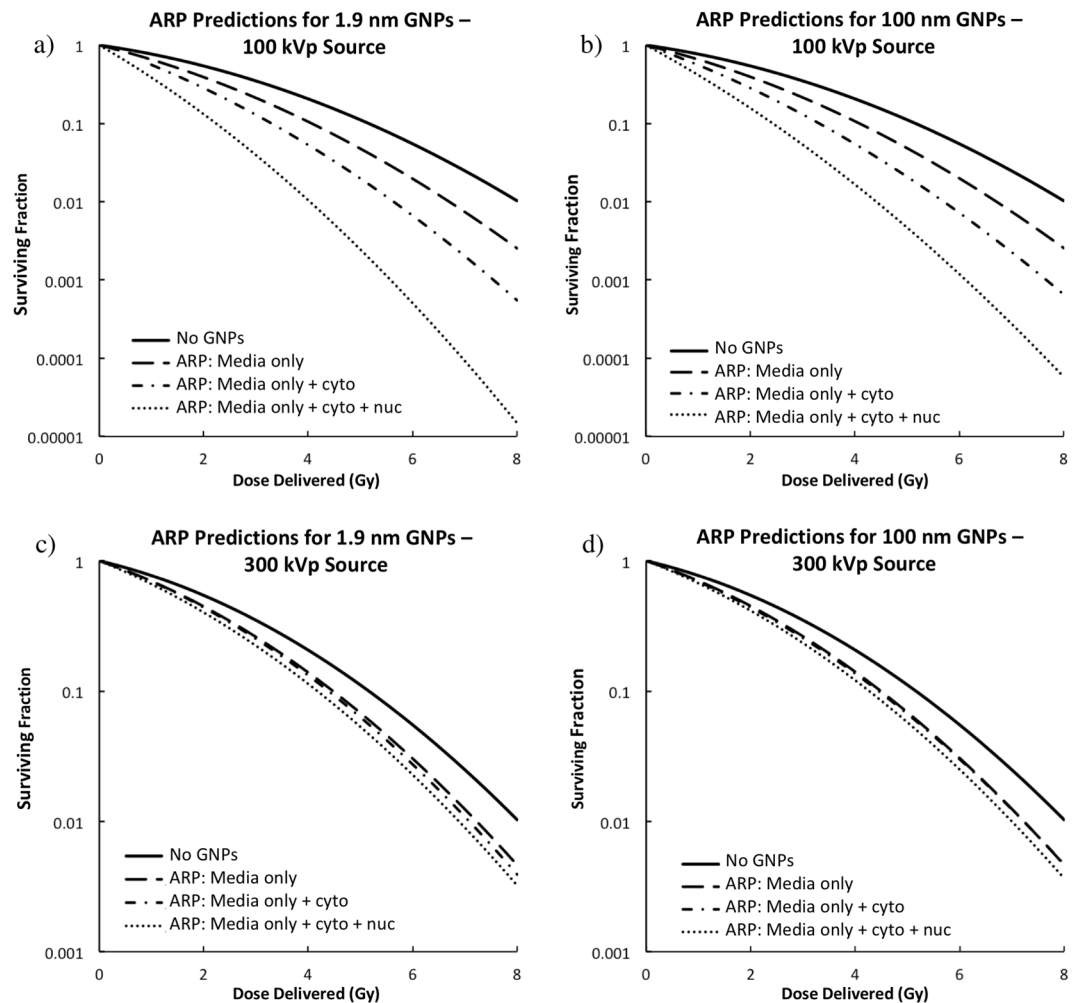 a)
ARP Predictions for 1.9 nm GNPs –
100 kVp Source
Surviving Fraction
1
0.1
0.01
0.001
0.0001
0.00001
No GNPs
ARP: Media only
ARP: Media only + cyto
ARP: Media only + cyto + nuc
0 2 4 6 8
Dose Delivered (Gy)
b)
ARP Predictions for 100 nm GNPs –
100 kVp Source
Surviving Fraction
1
0.1
0.01
0.001
0.0001
0.00001
No GNPs
ARP: Media only
ARP: Media only + cyto
ARP: Media only + cyto + nuc
0 2 4 6 8
Dose Delivered (Gy)
c)
ARP Predictions for 1.9 nm GNPs –
300 kVp Source
Surviving Fraction
1
0.1
0.01
0.001
No GNPs
ARP: Media only
ARP: Media only + cyto
ARP: Media only + cyto + nuc
0 2 4 6 8
Dose Delivered (Gy)
d)
ARP Predictions for 100 nm GNPs –
300 kVp Source
Surviving Fraction
1
0.1
0.01
0.001
No GNPs
ARP: Media only
ARP: Media only + cyto
ARP: Media only + cyto + nuc
0 2 4 6 8
Dose Delivered (Gy)